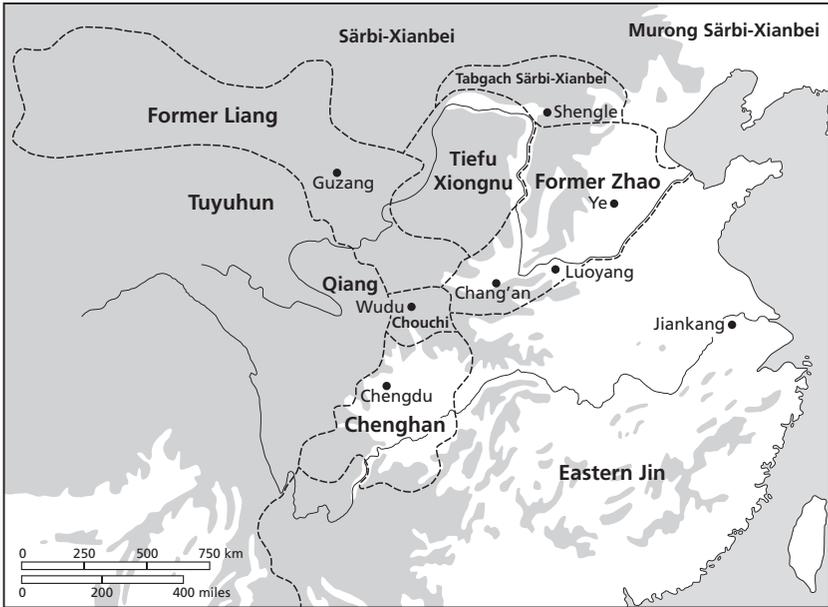 Särbi-Xianbei
Murong Särbi-Xianbei
Tabgach Särbi-Xianbei
Shengle
Former Liang
Tiefu
Xiongnu
Guzang
Former Zhao
Ye
Tuyuhun
Qiang
Luoyang
Chang'an
Wudu
Chouchi
Jiankang
Chengdu
Chenghan
Eastern Jin
0 250 500 750 km
0 200 400 miles